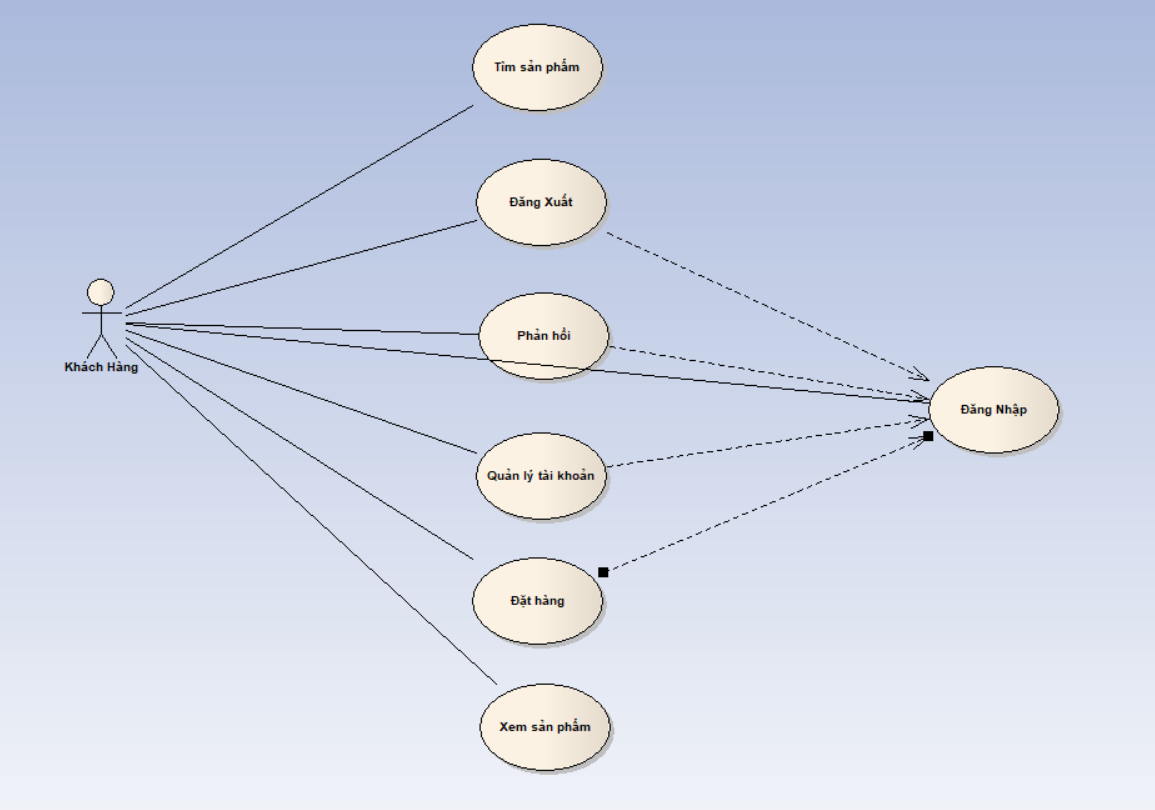 Tìm sản phẩm
Đăng Xuất
Phản hồi
Khách Hàng
Đăng Nhập
Quản lý tài khoản
Đặt hàng
Xem sản phẩm